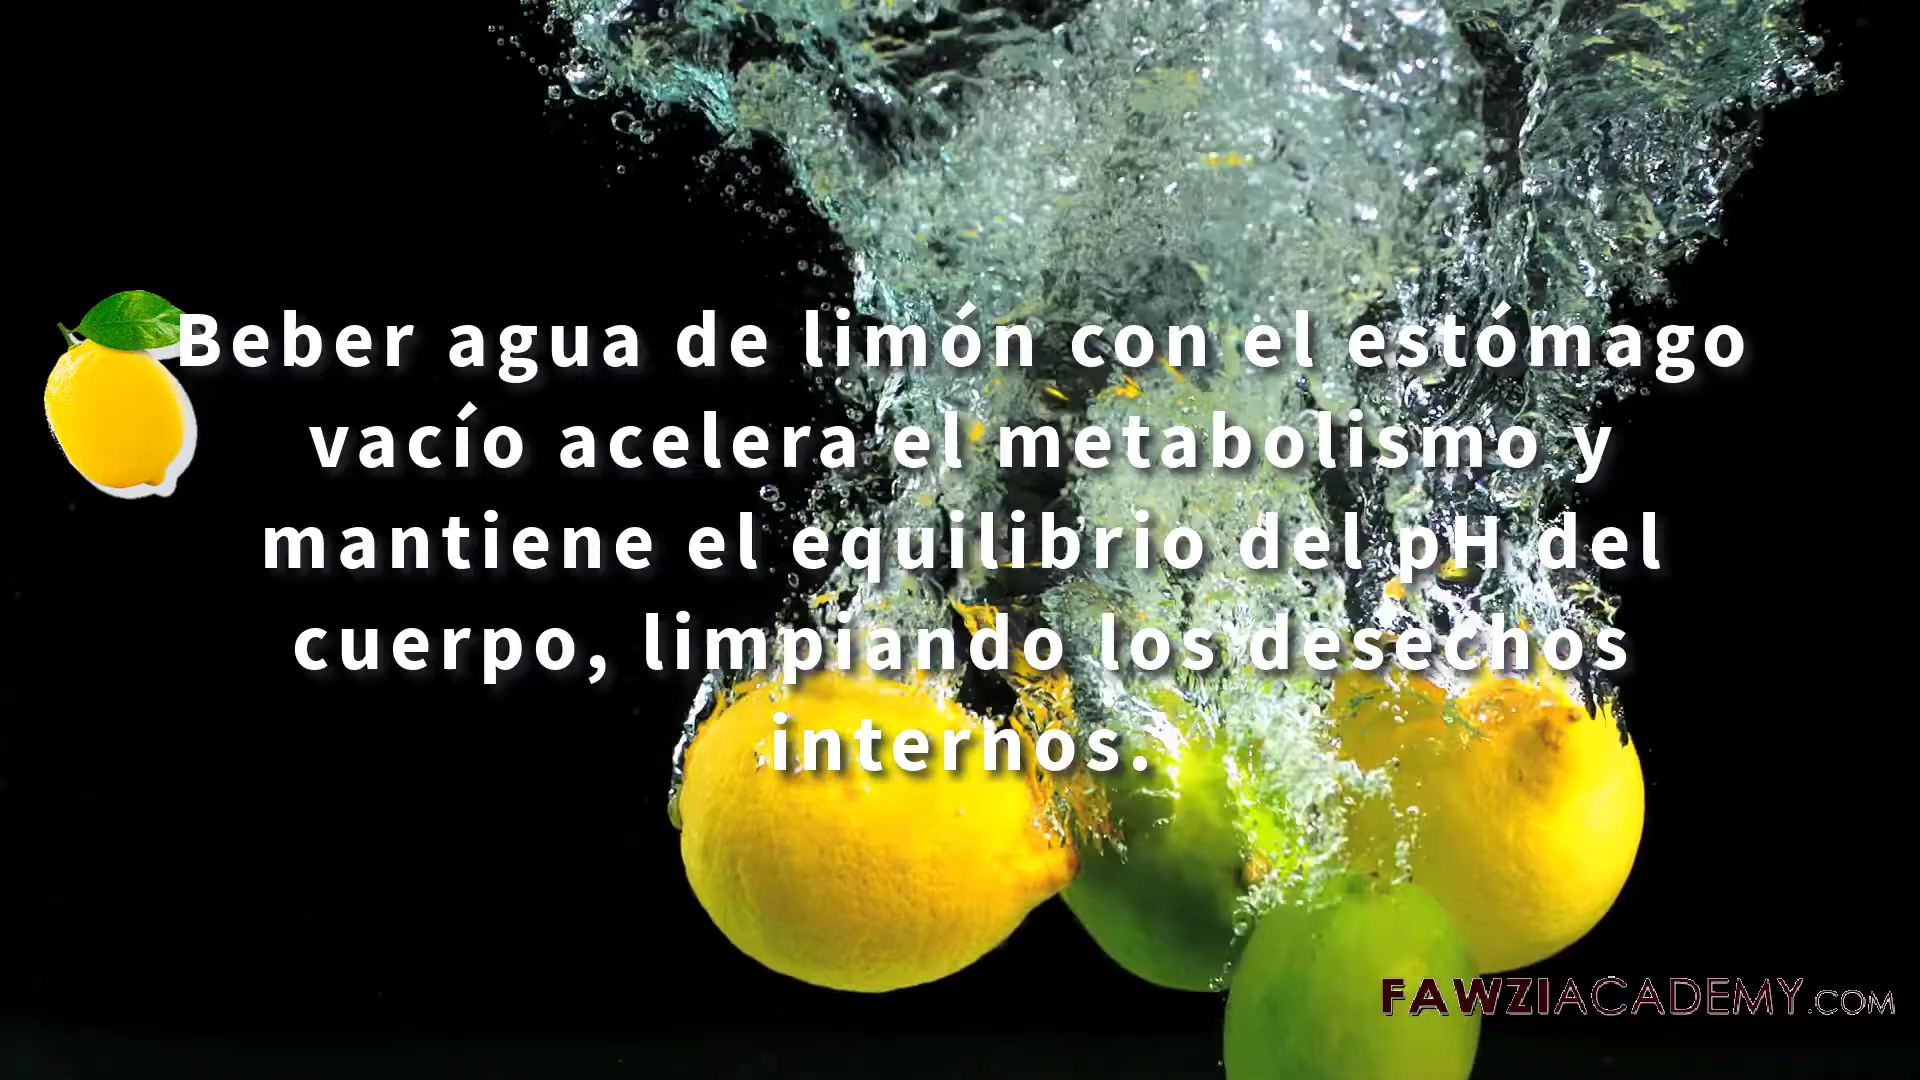 Beber agua de limón con el estómago
vacío acelera el metabolismo y
mantiene el equilibrio del pH del
cuerpo, limpiando los desechos
internos.
FAWZIACADEMY.COM